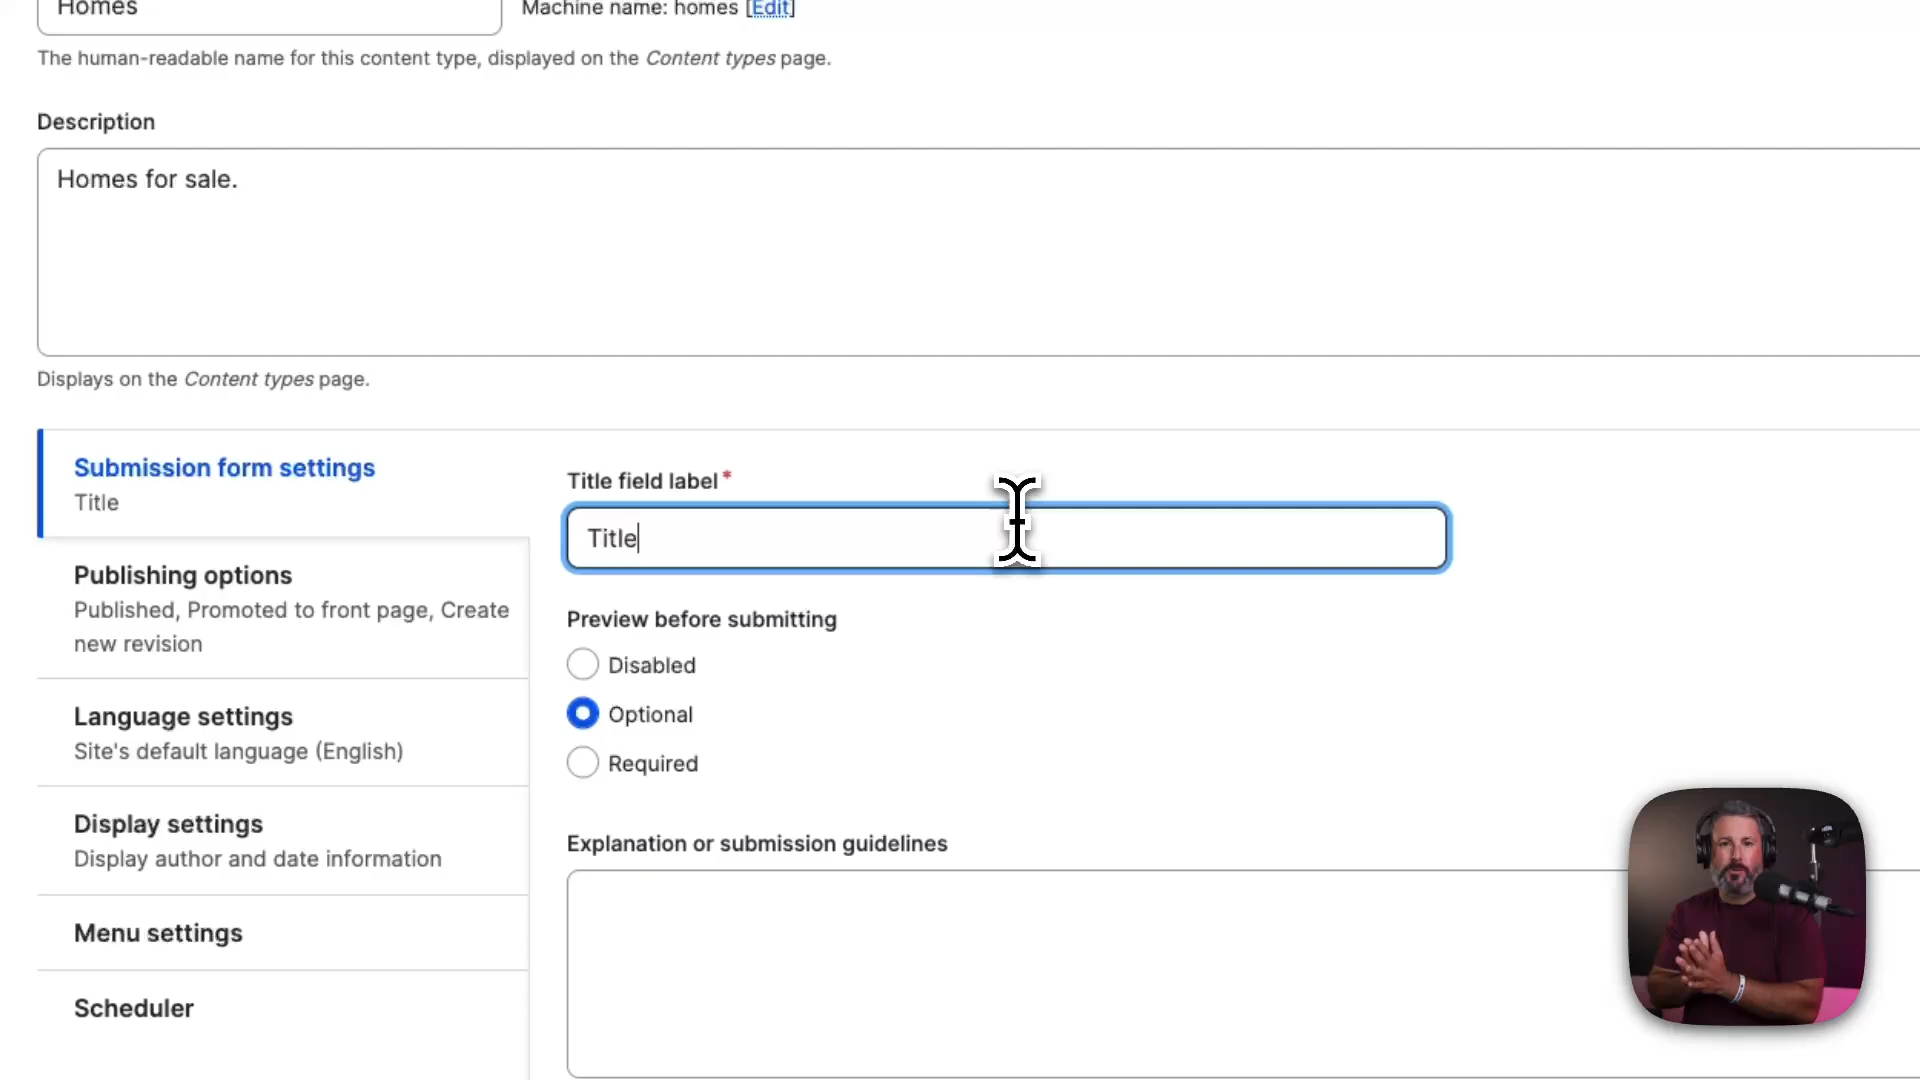 Homes
Machine name: homes [Edit]
The human-readable name for this content type, displayed on the Content types page.
Description
Homes for sale.
Displays on the Content types page.
Submission form settings
Title
Publishing options
Published, Promoted to front page, Create
new revision
Language settings
Site's default language (English)
Display settings
Display author and date information
Menu settings
Scheduler
Title field label*
Title
Preview before submitting
Disabled
Optional
Required
Explanation or submission guidelines